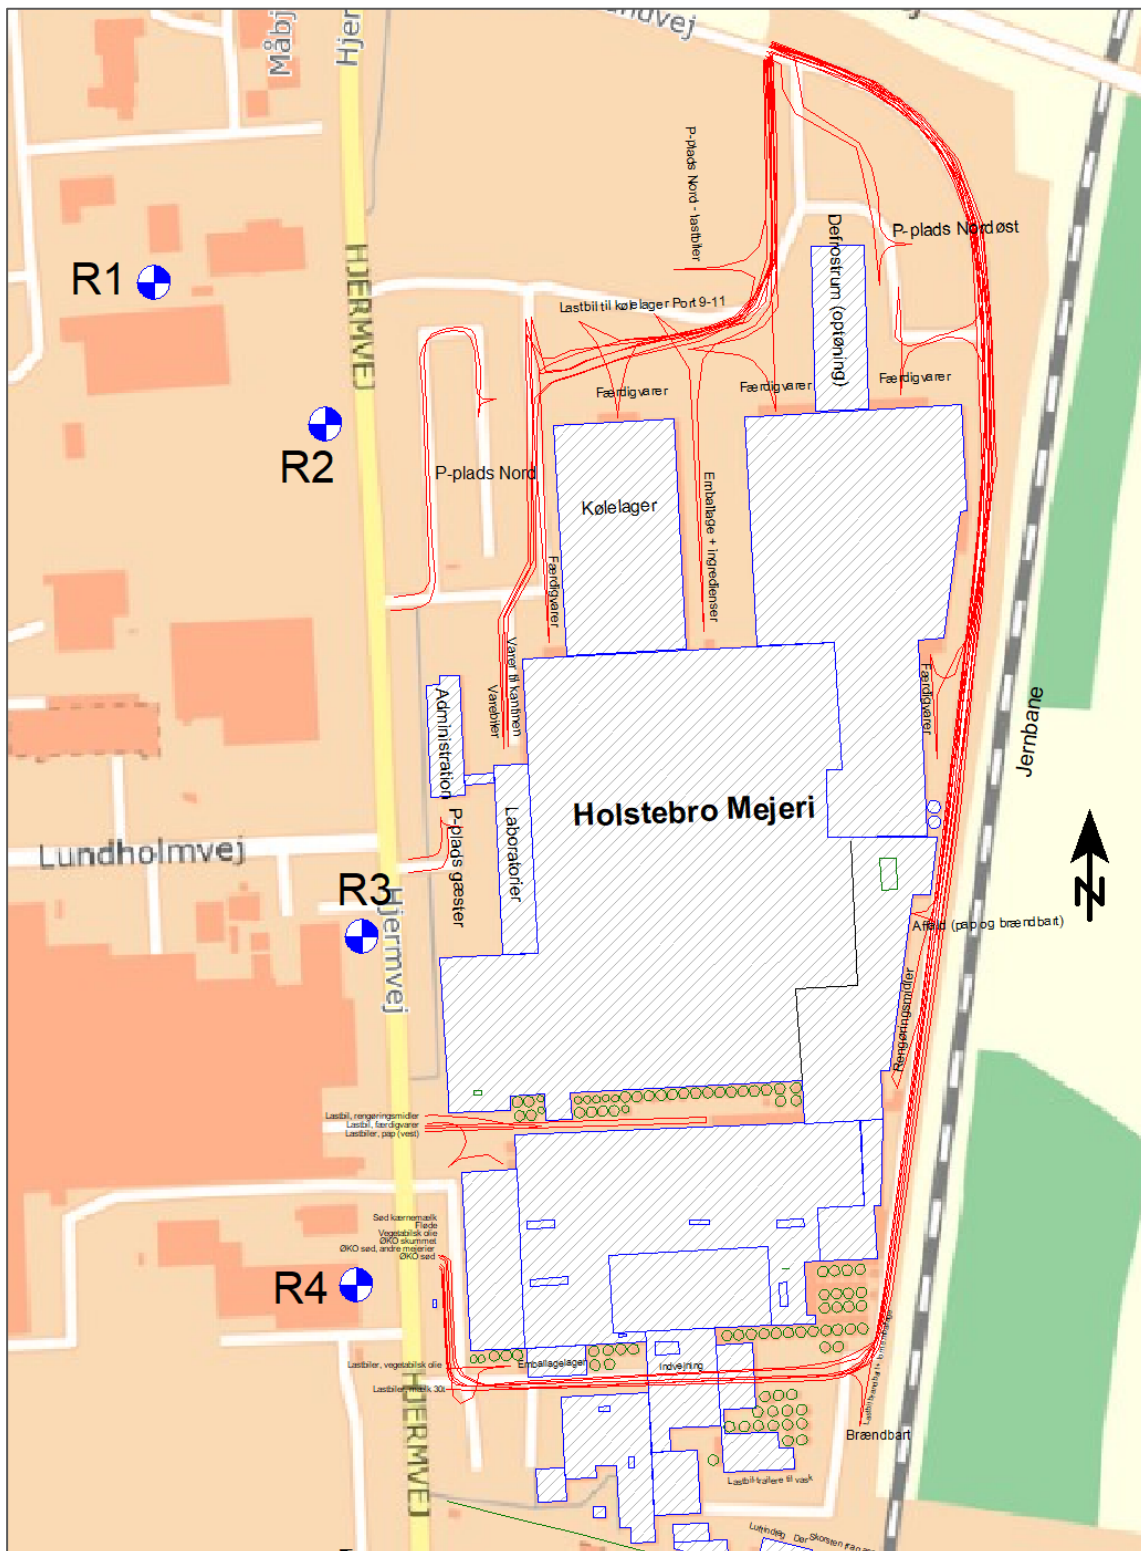 Måbj
Hjer
ndvej
P-plads Nord - lastbiler
P-plads Nordøst
Defrostrum (optøning)
R1
HJERMVEJ
Lastbil til kølelager Port 9-11
Færdigvarer
Færdigvarer
Færdigvarer
R2
P-plads Nord
Kølelager
Emballage + ingredienser
Færdigvarer
Varer til kantinen
Varebiler
Færdigvarer
Administration
Jernbane
Holstebro Mejeri
Laboratorier
P-plads gæster
Lundholmvej
R3
Hjermvej
N
Affald (pap og brændbart)
Rengøringsmidler
Lastbil, rengøringsmidler
Lastbil, færdigvarer
Lastbiler, pap (vest)
Sød kærnemælk
Fløde
Vegetabilsk olie
ØKO skummet
ØKO sød, andre mejerier
ØKO sød
R4
Lastbiler, vegetabilsk olie
Emballagelager
Indvejning
Lastbiler, mælk 30t
HJERMVEJ
Brændbart
Lastbil-trailere til vask
Luftindtag